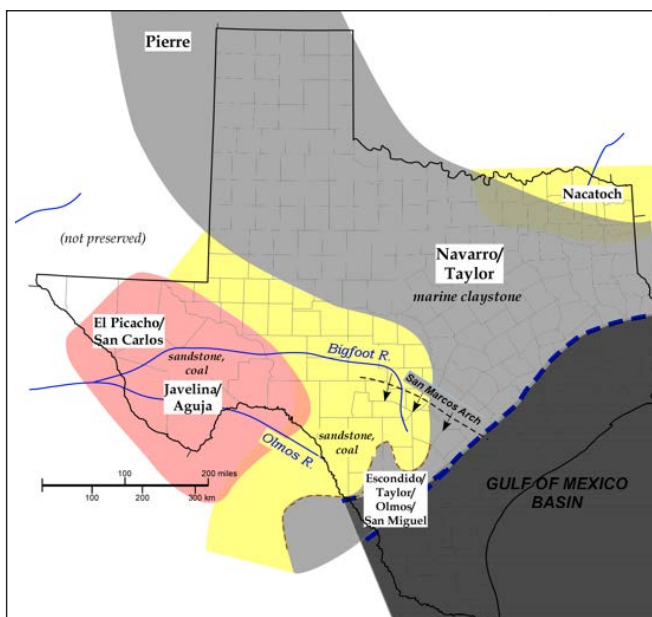 Pierre
Nacatoch
(not preserved)
Navarro/
Taylor
marine claystone
El Picacho/
San Carlos
sandstone,
coal
Bigfoot R.
Javelina/
Aguja
San Marcos Arch
Olmos R.
sandstone,
coal
100 200 miles
100 200 300 km
Escondido/
Taylor/
Olmos/
San Miguel
GULF OF MEXICO
BASIN